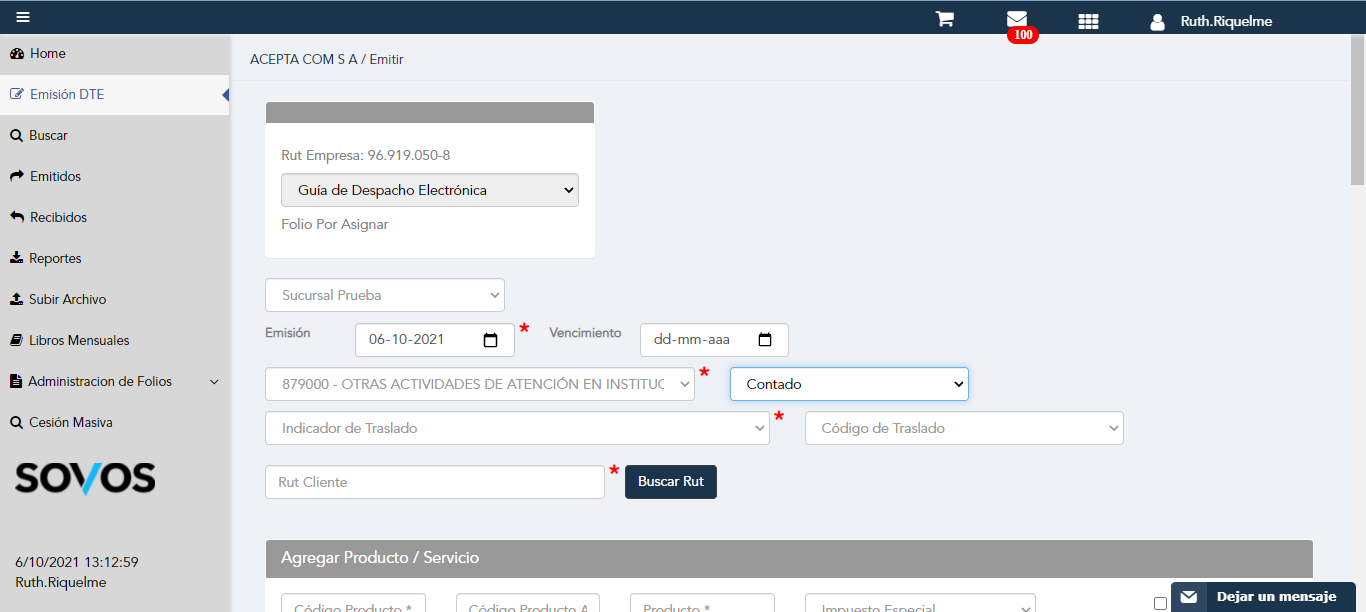 100
Ruth.Riquelme
Home
Emisión DTE
Buscar
Emitidos
Recibidos
Reportes
Subir Archivo
Libros Mensuales
Administracion de Folios
Cesión Masiva
SOVOS
6/10/2021 13:12:59
Ruth.Riquelme
ACEPTA COM S A / Emitir
Rut Empresa: 96.919.050-8
Guía de Despacho Electrónica
Folio Por Asignar
Sucursal Prueba
Emisión
06-10-2021
*
Vencimiento
dd-mm-aaa
879000 - OTRAS ACTIVIDADES DE ATENCIÓN EN INSTITUC
*
Contado
Indicador de Traslado
*
Código de Traslado
Rut Cliente
*
Buscar Rut
Agregar Producto / Servicio
Código Producto *
Código Producto A
Producto *
Impuesto Especial
Dejar un mensaje